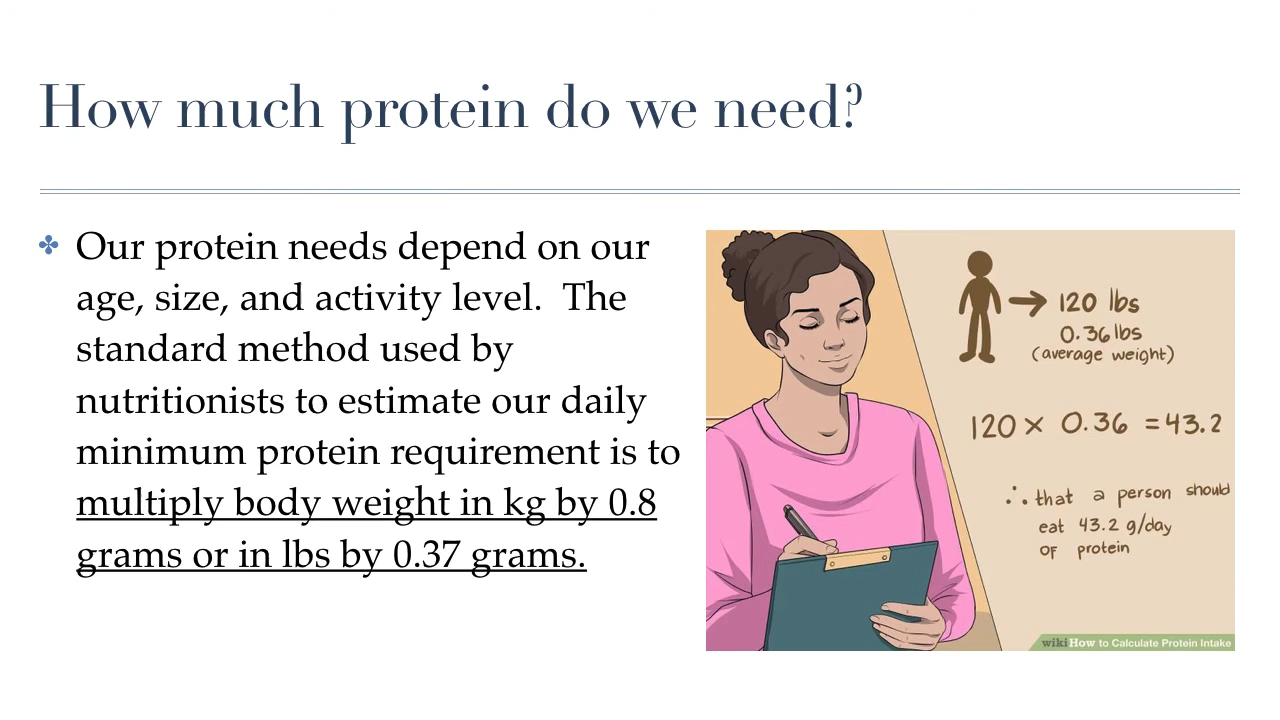 How much protein do we need?
✤ Our protein needs depend on our
age, size, and activity level.  The
standard method used by
nutritionists to estimate our daily
minimum protein requirement is to
multiply body weight in kg by 0.8
grams or in lbs by 0.37 grams.
120 lbs
0.36 lbs
(average weight)
120 × 0.36 = 43.2
∴ that a person should
eat 43.2 g/day
of protein
wikiHow to Calculate Protein Intake